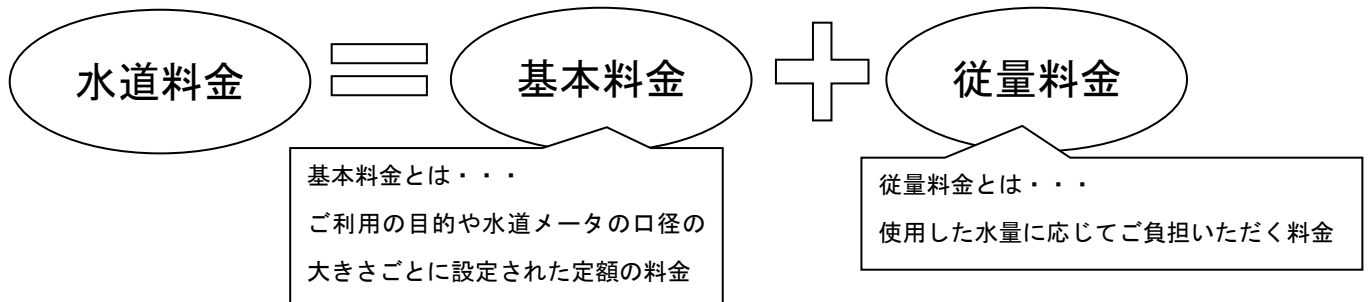 水道料金
基本料金
従量料金
基本料金とは・・・
ご利用の目的や水道メータの口径の
大きさごとに設定された定額の料金
従量料金とは・・・
使用した水量に応じてご負担いただく料金